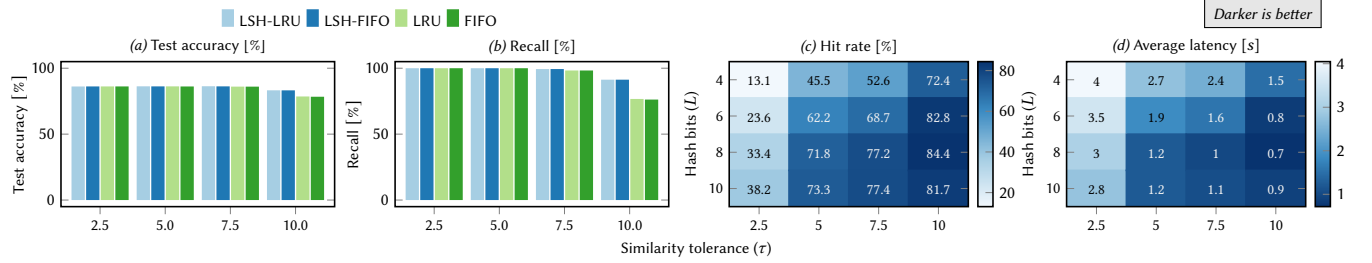 LSH-LRU LSH-FIFO LRU FIFO
Darker is better
(a) Test accuracy [%]
Test accuracy [%]
100
50
0
2.5 5.0 7.5 10.0
(b) Recall [%]
Recall [%]
100
50
0
2.5 5.0 7.5 10.0
(c) Hit rate [%]
Hash bits (L)
4 13.1 45.5 52.6 72.4
6 23.6 62.2 68.7 82.8
8 33.4 71.8 77.2 84.4
10 38.2 73.3 77.4 81.7
2.5 5 7.5 10
80
60
40
20
(d) Average latency [s]
Hash bits (L)
4 4 2.7 2.4 1.5
6 3.5 1.9 1.6 0.8
8 3 1.2 1 0.7
10 2.8 1.2 1.1 0.9
2.5 5 7.5 10
4
3
2
1
Similarity tolerance (τ)